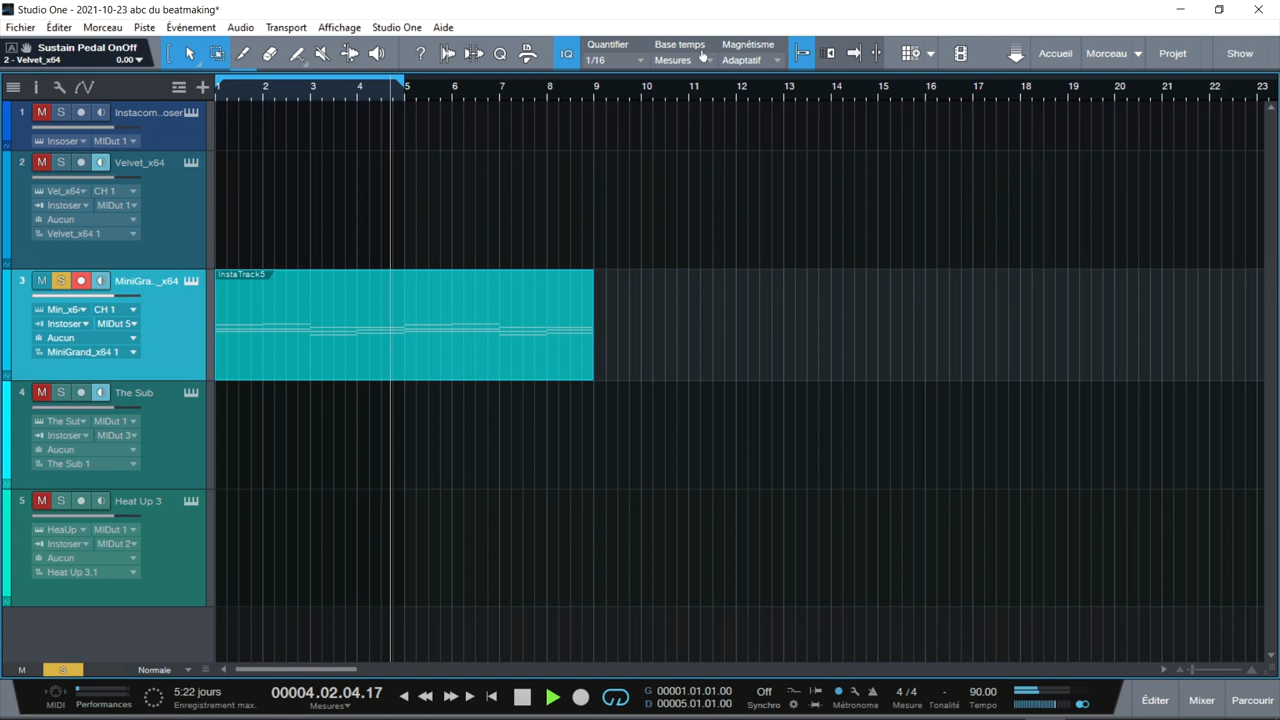 Studio One - 2021-10-23 abc du beatmaking*
Fichier Éditer Morceau Piste Événement Audio Transport Affichage Studio One Aide
Sustain Pedal OnOff
2 - Velvet_x64 0.00
IQ Quantifier Base temps Magnétisme
1/16 Mesures Adaptatif
Accueil Morceau Projet Show
1 2 3 4 5 6 7 8 9 10 11 12 13 14 15 16 17 18 19 20 21 22 23
1 M S Instacom..oser
Insoser MIDut 1
2 M S Velvet_x64
Vel_x64 CH 1
Instoser MIDut 1
Aucun
Velvet_x64 1
3 M S MiniGra.._x64
InstaTrack5
Min_x6 CH 1
Instoser MIDut 5
Aucun
MiniGrand_x64 1
4 M S The Sub
The Sut MIDut 1
Instoser MIDut 3
Aucun
The Sub 1
5 M S Heat Up 3
HeaUp MIDut 1
Instoser MIDut 2
Aucun
Heat Up 3.1
M S Normale
MIDI Performances
5:22 jours
Enregistrement max.
00004.02.04.17
Mesures
G 00001.01.01.00
D 00005.01.01.00
Off
Synchro
Métronome
4 / 4
Mesure
-
Tonalité
90.00
Tempo
Éditer Mixer Parcourir